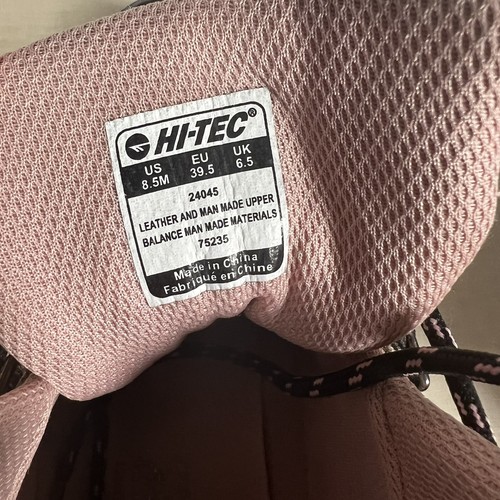 HI-TEC®
US EU UK
8.5M 39.5 6.5
24045
LEATHER AND MAN MADE UPPER
BALANCE MAN MADE MATERIALS
75235
Made in China
Fabriqué en Chine